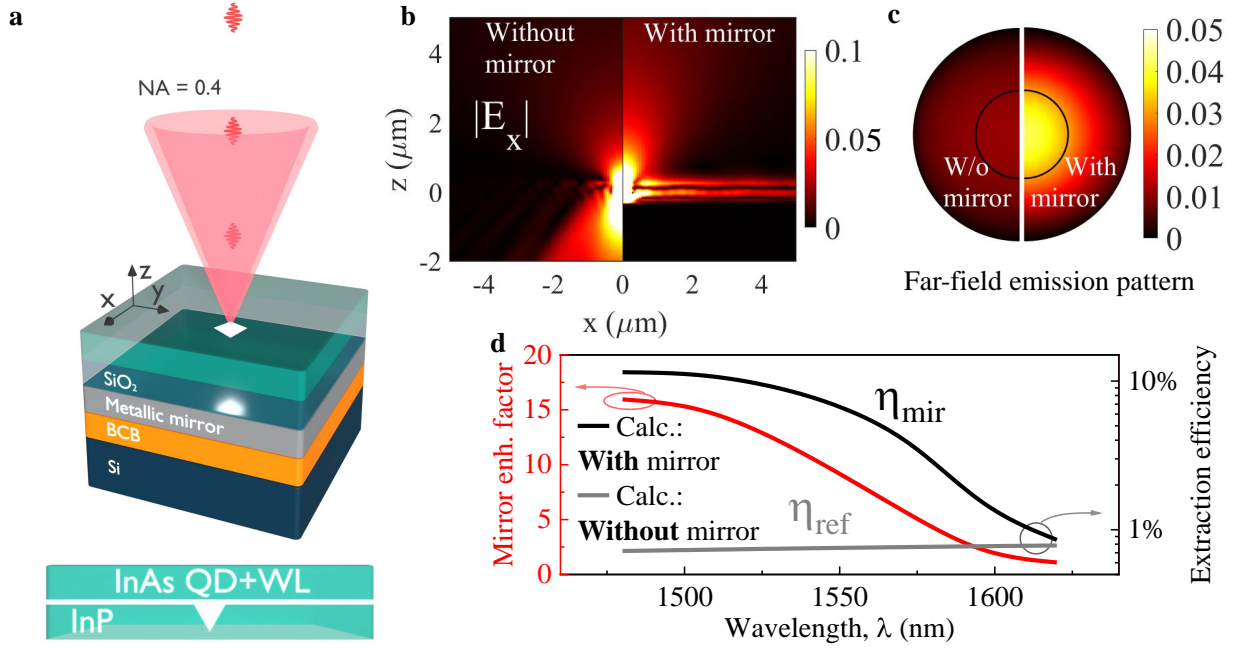 a
NA = 0.4
z
x
y
SiO₂
Metallic mirror
BCB
Si
InAs QD+WL
InP
b
Without
mirror
With mirror
|Eₓ|
z (μm)
4
2
0
-2
-4
-2
0
2
4
x (μm)
0.1
0.05
0
c
W/o
mirror
With
mirror
0.05
0.04
0.03
0.02
0.01
0
Far-field emission pattern
d
Mirror enh. factor
20
15
10
5
0
Calc.:
With mirror
Calc.:
Without mirror
ηmir
ηref
10%
1%
Extraction efficiency
1500
1550
1600
Wavelength, λ (nm)